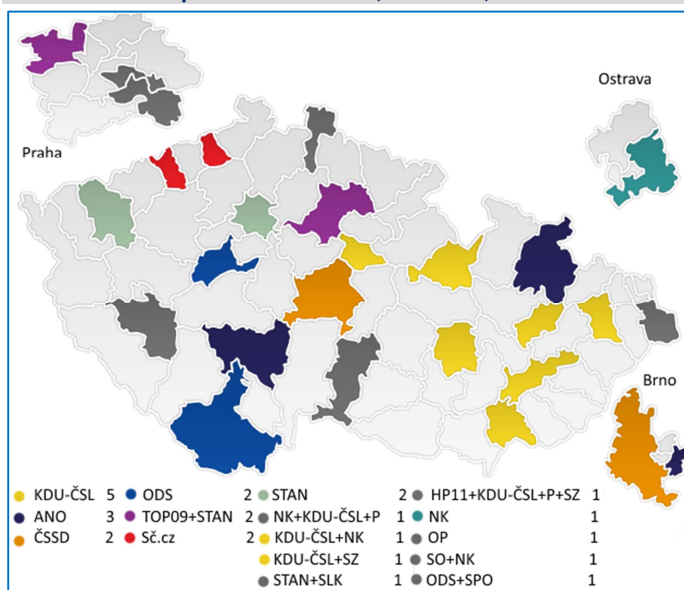 Ostrava
Praha
Brno
KDU-ČSL 5 ODS 2 STAN 2 HP11+KDU-ČSL+P+SZ 1
ANO 3 TOP09+STAN 2 NK+KDU-ČSL+P 1 NK 1
ČSSD 2 Sč.cz 2 KDU-ČSL+NK 1 OP 1
KDU-ČSL+SZ 1 SO+NK 1
STAN+SLK 1 ODS+SPO 1